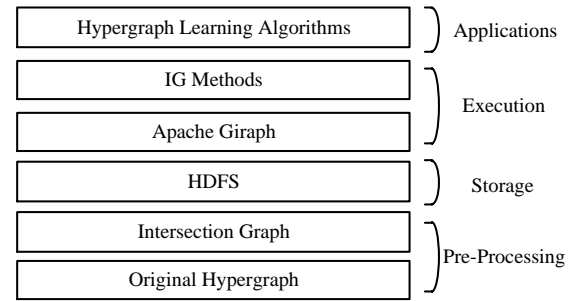 Hypergraph Learning Algorithms
Applications
IG Methods
Execution
Apache Giraph
HDFS
Storage
Intersection Graph
Pre-Processing
Original Hypergraph